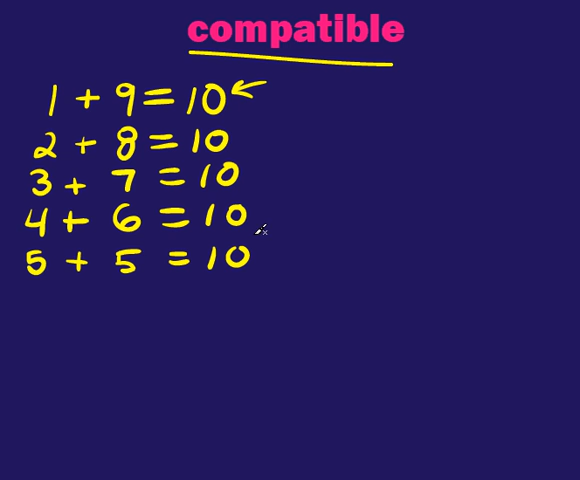 compatible
1 + 9 = 10
2 + 8 = 10
3 + 7 = 10
4 + 6 = 10
5 + 5 = 10